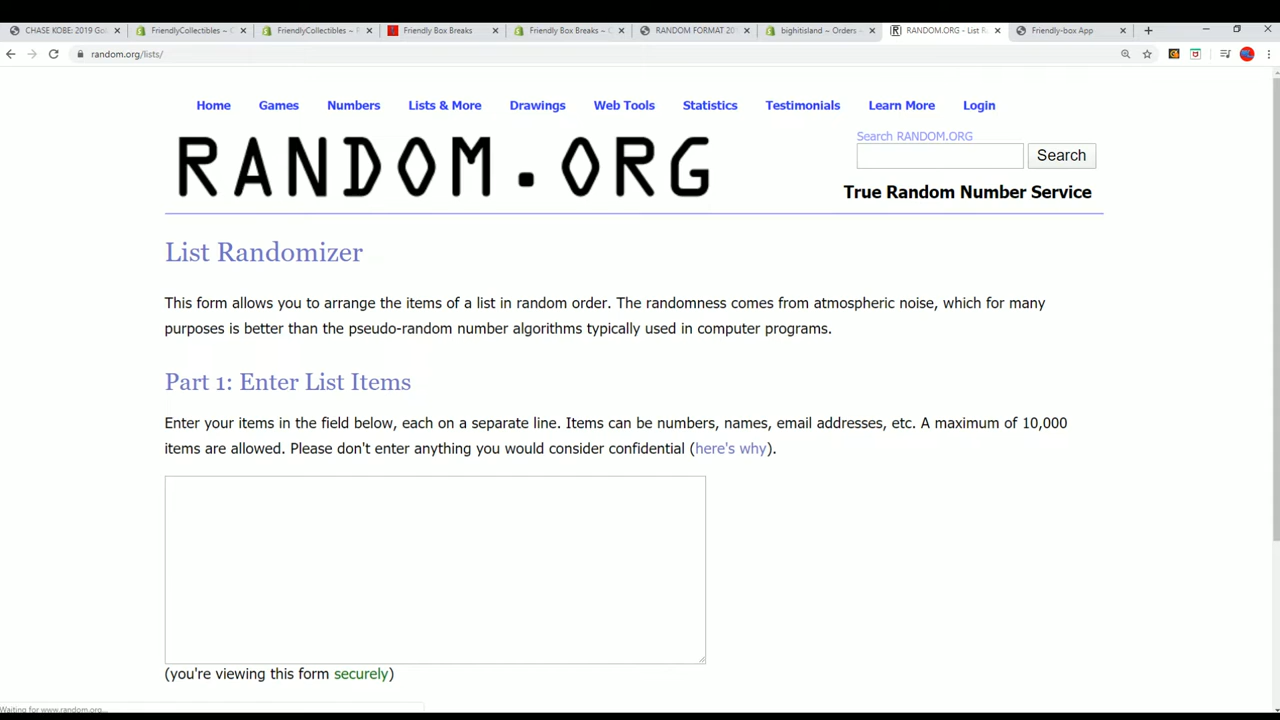 CHASE KOBE: 2019 Go
FriendlyCollectibles – C
FriendlyCollectibles – F
Friendly Box Breaks
Friendly Box Breaks – C
RANDOM FORMAT 20
bighitisland – Orders –
RANDOM.ORG - List R
Friendly-box App
random.org/lists/
Home Games Numbers Lists & More Drawings Web Tools Statistics Testimonials Learn More Login
RANDOM.ORG
Search RANDOM.ORG
Search
True Random Number Service
List Randomizer
This form allows you to arrange the items of a list in random order. The randomness comes from atmospheric noise, which for many
purposes is better than the pseudo-random number algorithms typically used in computer programs.
Part 1: Enter List Items
Enter your items in the field below, each on a separate line. Items can be numbers, names, email addresses, etc. A maximum of 10,000
items are allowed. Please don't enter anything you would consider confidential (here's why).
(you're viewing this form securely)
Waiting for www.random.org...